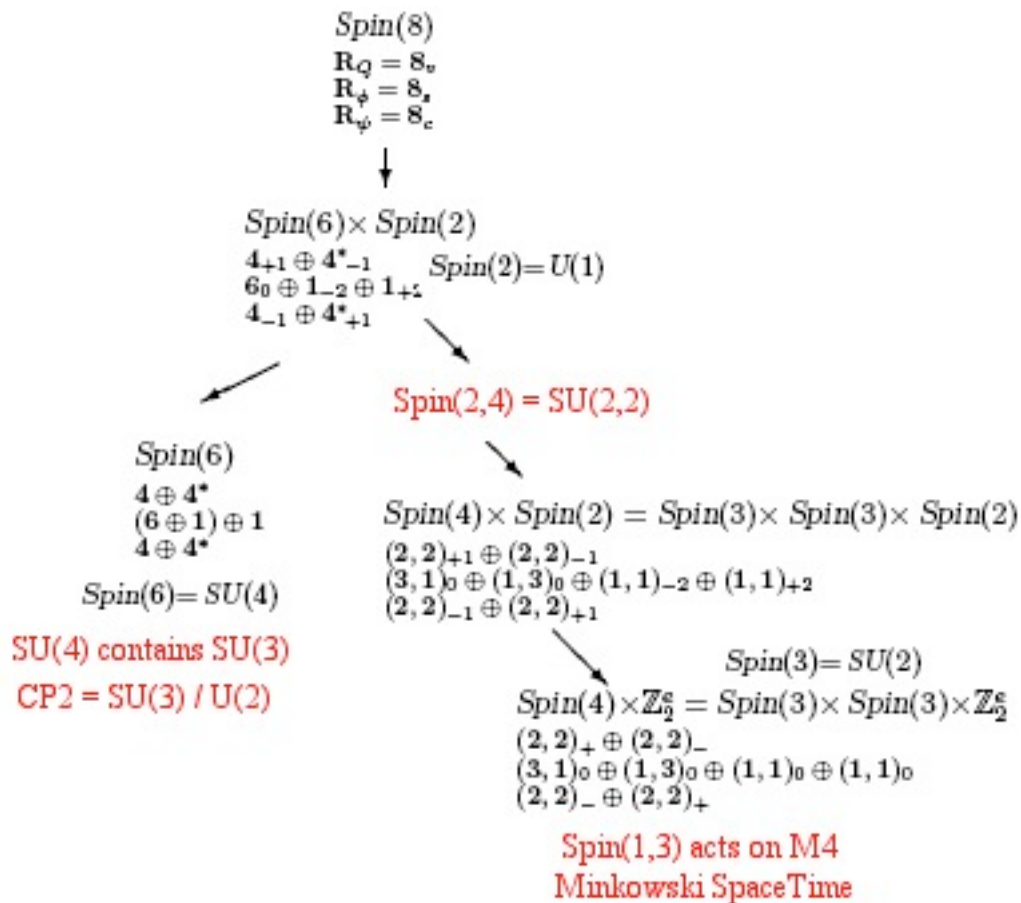 Spin(8)
R_Q = 8_v
R_ϕ = 8_s
R_ψ = 8_c
Spin(6)× Spin(2)
4_{+1} ⊕ 4*_{−1}
6_0 ⊕ 1_{−2} ⊕ 1_{+2}
4_{−1} ⊕ 4*_{+1}
Spin(2)= U(1)
Spin(2,4) = SU(2,2)
Spin(6)
4 ⊕ 4*
(6 ⊕ 1) ⊕ 1
4 ⊕ 4*
Spin(6)= SU(4)
SU(4) contains SU(3)
CP2 = SU(3) / U(2)
Spin(4)× Spin(2) = Spin(3)× Spin(3)× Spin(2)
(2, 2)_{+1} ⊕ (2, 2)_{−1}
(3, 1)_0 ⊕ (1, 3)_0 ⊕ (1, 1)_{−2} ⊕ (1, 1)_{+2}
(2, 2)_{−1} ⊕ (2, 2)_{+1}
Spin(3)= SU(2)
Spin(4)×ℤ_2^e = Spin(3)× Spin(3)×ℤ_2^e
(2, 2)_+ ⊕ (2, 2)_−
(3, 1)_0 ⊕ (1, 3)_0 ⊕ (1, 1)_0 ⊕ (1, 1)_0
(2, 2)_− ⊕ (2, 2)_+
Spin(1,3) acts on M4
Minkowski SpaceTime